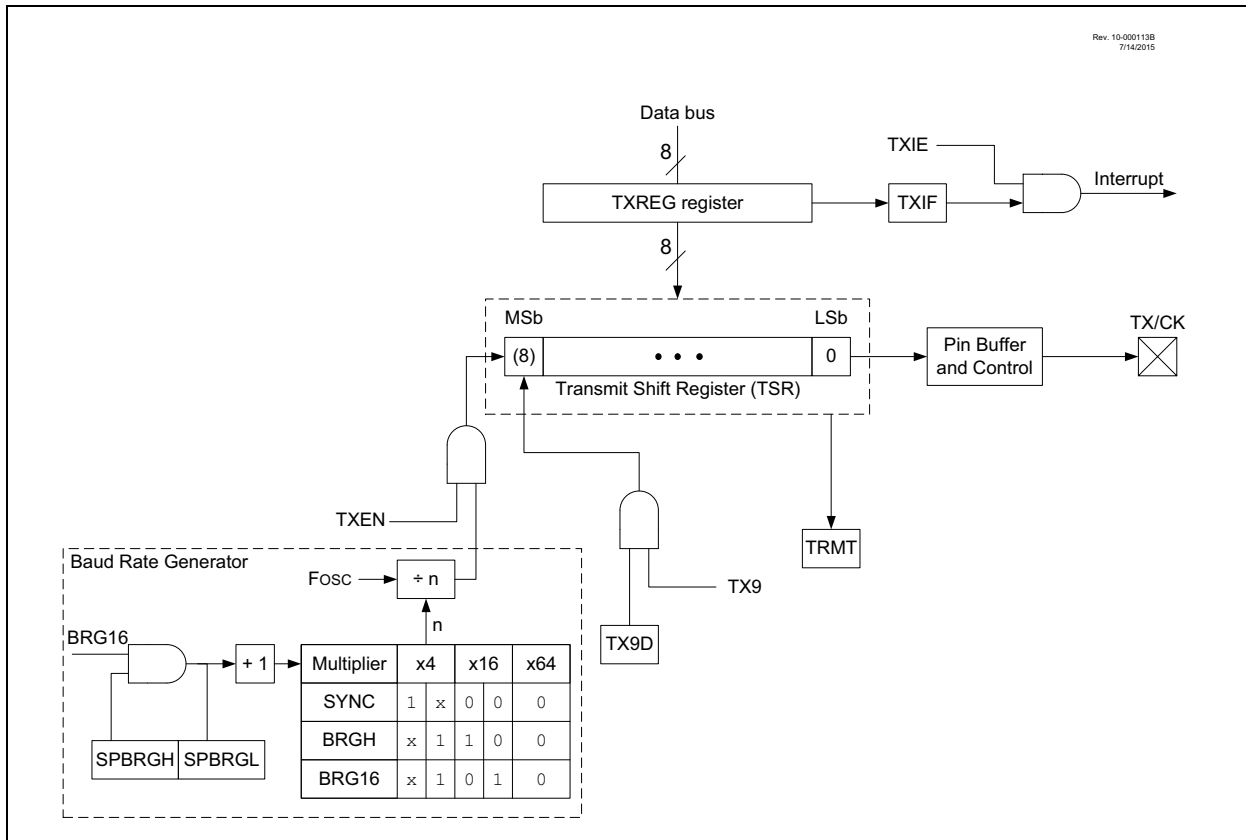 Rev. 10-000113B
7/14/2015
Data bus
8
TXIE
Interrupt
TXREG register
TXIF
8
MSb
LSb
TX/CK
(8)
• • •
0
Pin Buffer
and Control
Transmit Shift Register (TSR)
TXEN
TRMT
Baud Rate Generator
FOSC
÷ n
TX9
n
BRG16
TX9D
+ 1
Multiplier x4 x16 x64
SYNC 1 x 0 0 0
BRGH x 1 1 0 0
SPBRGH SPBRGL
BRG16 x 1 0 1 0